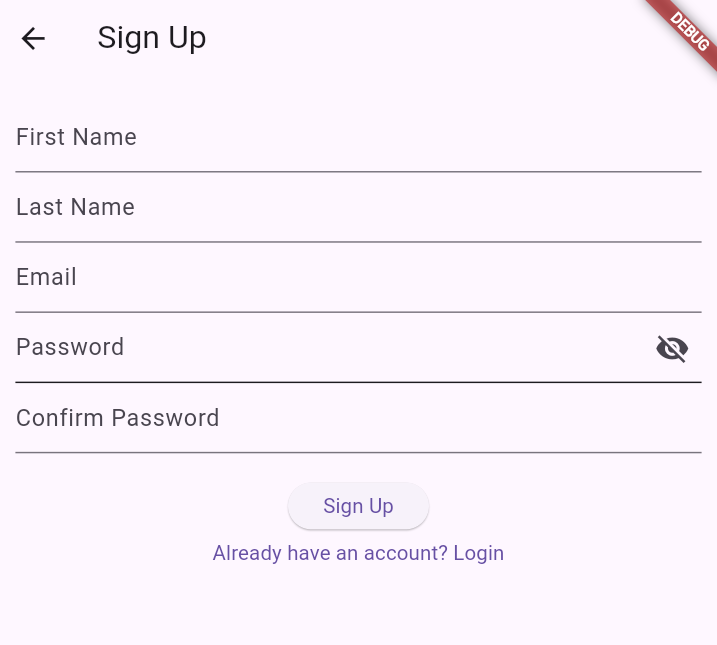 Sign Up
DEBUG
First Name
Last Name
Email
Password
Confirm Password
Sign Up
Already have an account? Login